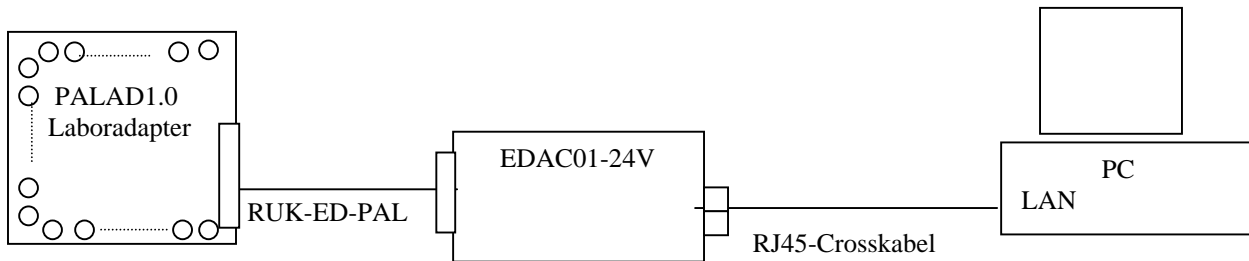 PALAD1.0
Laboradapter
RUK-ED-PAL
EDAC01-24V
RJ45-Crosskabel
PC
LAN